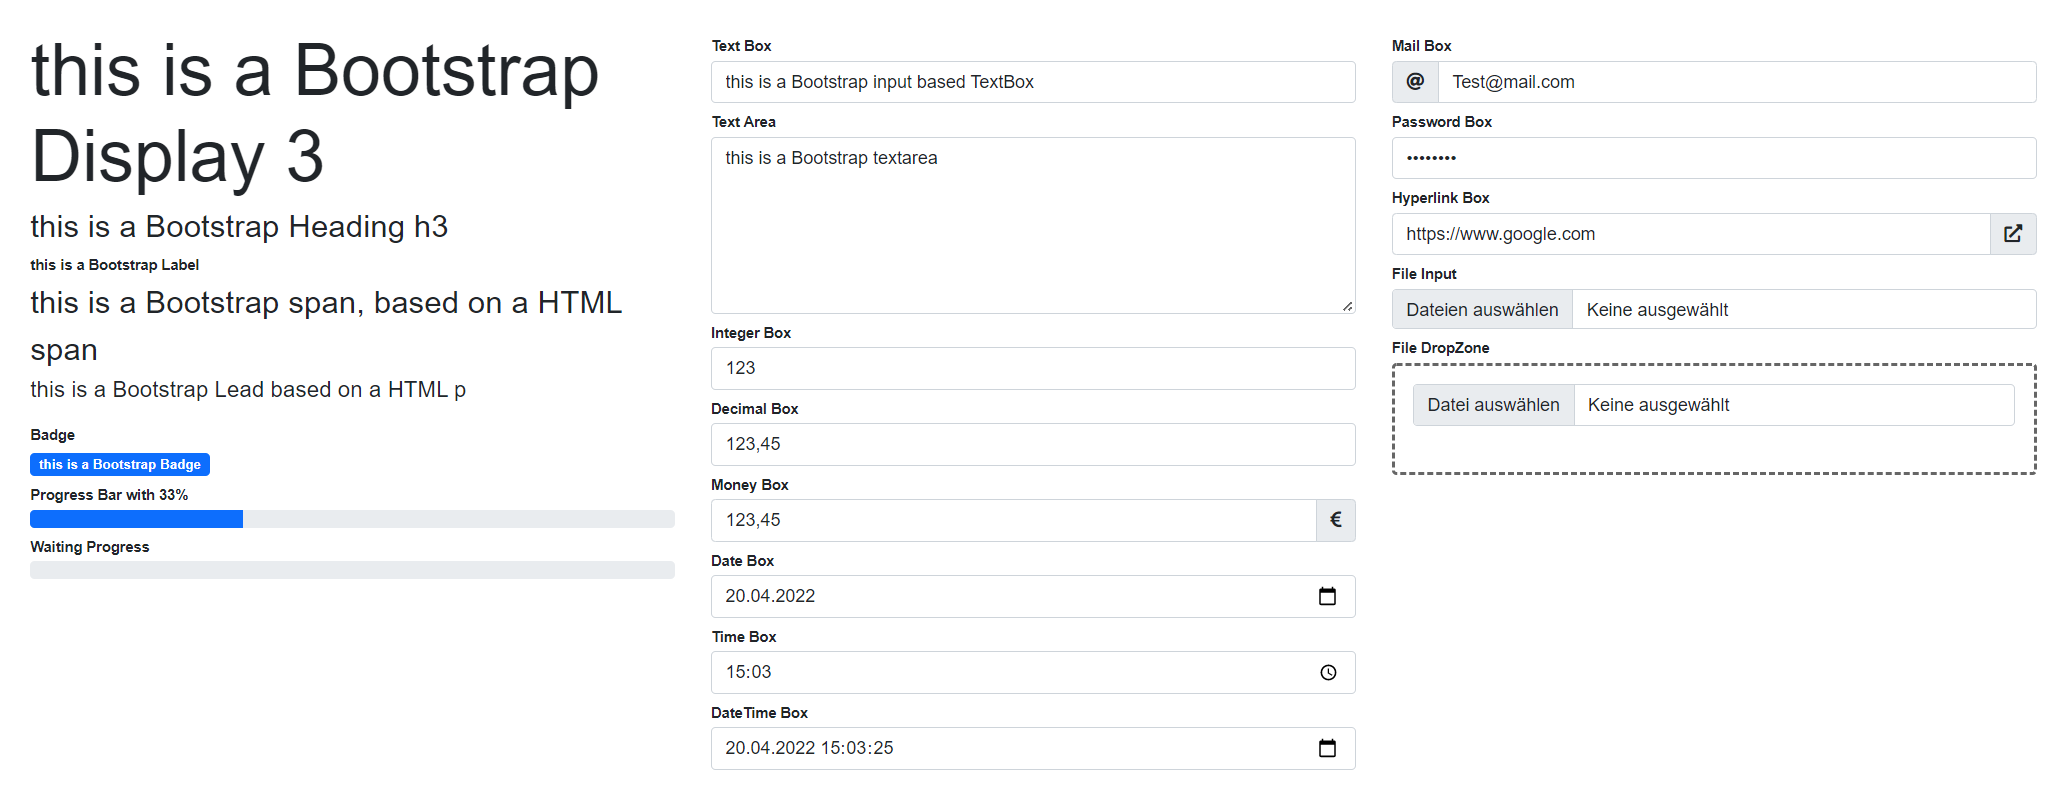 this is a Bootstrap
Display 3
this is a Bootstrap Heading h3
this is a Bootstrap Label
this is a Bootstrap span, based on a HTML
span
this is a Bootstrap Lead based on a HTML p
Badge
this is a Bootstrap Badge
Progress Bar with 33%
Waiting Progress
Text Box
this is a Bootstrap input based TextBox
Text Area
this is a Bootstrap textarea
Integer Box
123
Decimal Box
123,45
Money Box
123,45 €
Date Box
20.04.2022
Time Box
15:03
DateTime Box
20.04.2022 15:03:25
Mail Box
@ Test@mail.com
Password Box
••••••••
Hyperlink Box
https://www.google.com
File Input
Dateien auswählen Keine ausgewählt
File DropZone
Datei auswählen Keine ausgewählt